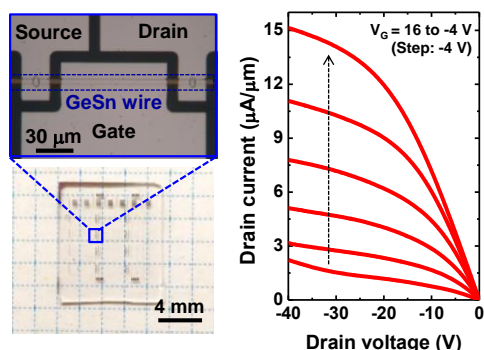 Source Drain
GeSn wire
30 μm
Gate
4 mm
Drain current (μA/μm)
15
12
9
6
3
0
V_G = 16 to -4 V
(Step: -4 V)
-40 -30 -20 -10 0
Drain voltage (V)